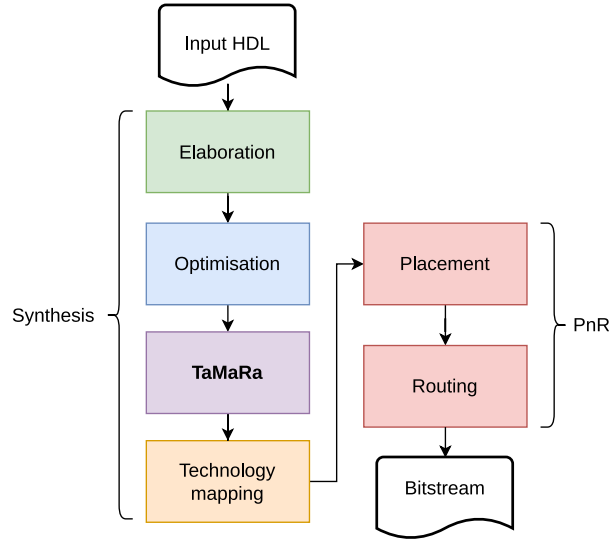 Input HDL
Elaboration
Optimisation
Synthesis
TaMaRa
Technology
mapping
Placement
PnR
Routing
Bitstream